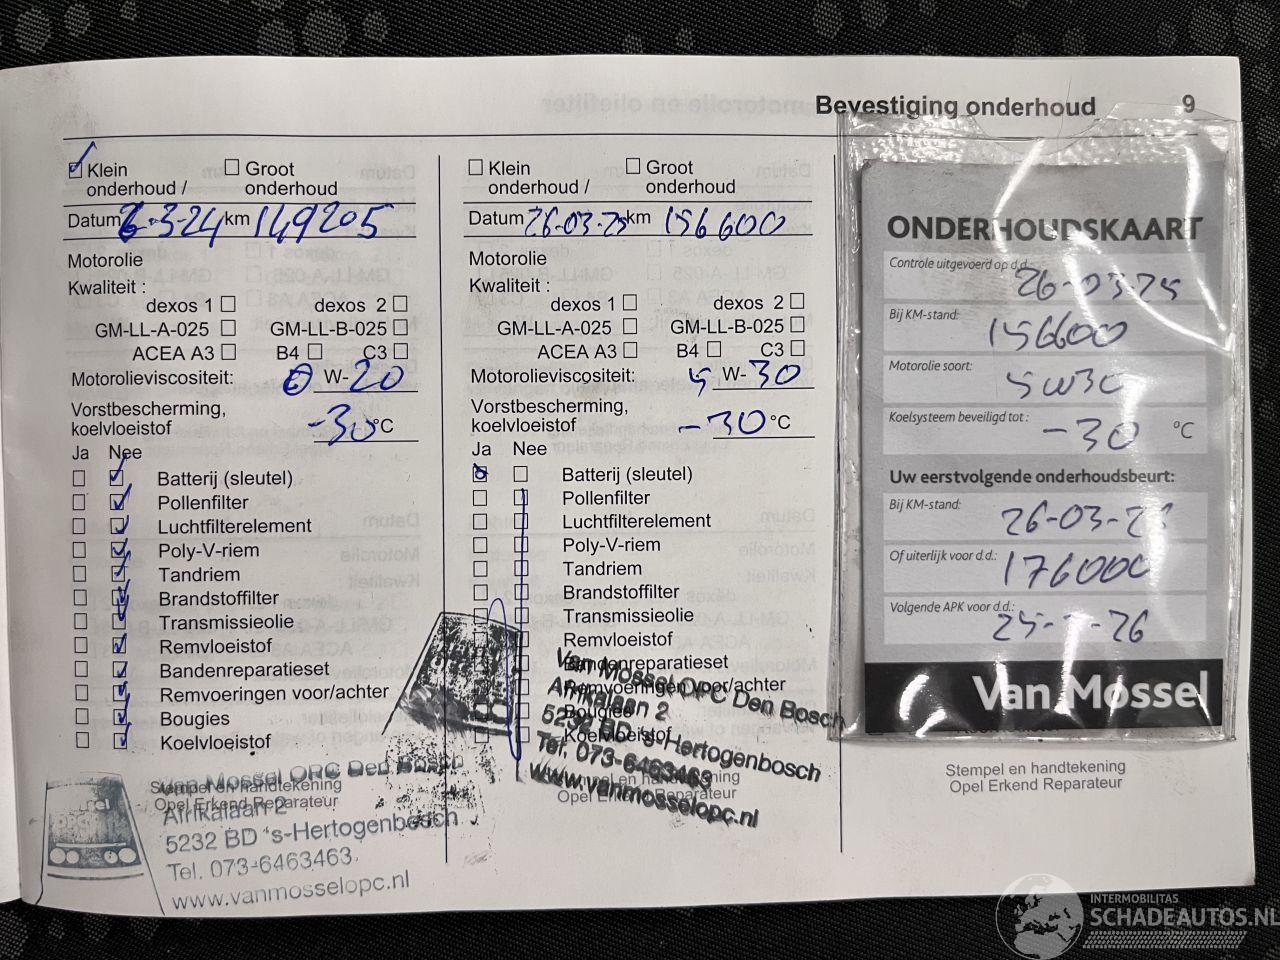 Bevestiging onderhoud 9
Klein onderhoud /
Groot onderhoud
Datum 6-3-24 km 149205
Motorolie
Kwaliteit :
dexos 1 dexos 2
GM-LL-A-025 GM-LL-B-025
ACEA A3 B4 C3
Motorolieviscositeit: 0 W-20
Vorstbescherming,
koelvloeistof -30 °C
Ja Nee
Batterij (sleutel)
Pollenfilter
Luchtfilterelement
Poly-V-riem
Tandriem
Brandstoffilter
Transmissieolie
Remvloeistof
Bandenreparatieset
Remvoeringen voor/achter
Bougies
Koelvloeistof
Stempel en handtekening
Opel Erkend Reparateur
Van Mossel OPC Den Bosch
Afrikalaan 2
5232 BD 's-Hertogenbosch
Tel. 073-6463463
www.vanmosselopc.nl
Klein onderhoud /
Groot onderhoud
Datum 26-03-25 km 156600
Motorolie
Kwaliteit :
dexos 1 dexos 2
GM-LL-A-025 GM-LL-B-025
ACEA A3 B4 C3
Motorolieviscositeit: 5 W-30
Vorstbescherming,
koelvloeistof -30 °C
Ja Nee
Batterij (sleutel)
Pollenfilter
Luchtfilterelement
Poly-V-riem
Tandriem
Brandstoffilter
Transmissieolie
Remvloeistof
Bandenreparatieset
Remvoeringen voor/achter
Bougies
Koelvloeistof
Stempel en handtekening
Opel Erkend Reparateur
Van Mossel OPC Den Bosch
Afrikalaan 2
5232 BD 's-Hertogenbosch
Tel. 073-6463463
www.vanmosselopc.nl
ONDERHOUDSKAART
Controle uitgevoerd op d.d.: 26-03-25
Bij KM-stand: 156600
Motorolie soort: 5W30
Koelsysteem beveiligd tot: -30 °C
Uw eerstvolgende onderhoudsbeurt:
Bij KM-stand: 26-03-26
Of uiterlijk voor d.d.: 176000
Volgende APK voor d.d.:
Van Mossel
Stempel en handtekening
Opel Erkend Reparateur
INTERMOBILITAS
SCHADEAUTOS.NL